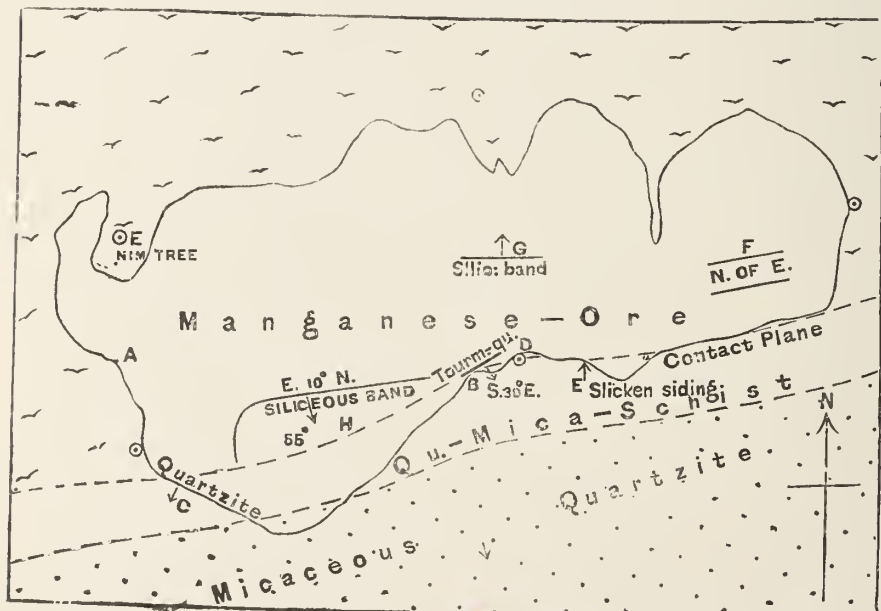 E
NIM TREE
G
Silic: band
F
N. OF E.
Manganese-Ore
A
Tourm-qu.
D
Contact Plane
E. 10° N.
SILICEOUS BAND
B
S.30°E.
E
Slicken siding
55°
H
Qu.-Mica-Schist
N
Quartzite
C
Quartzite
Micaceous